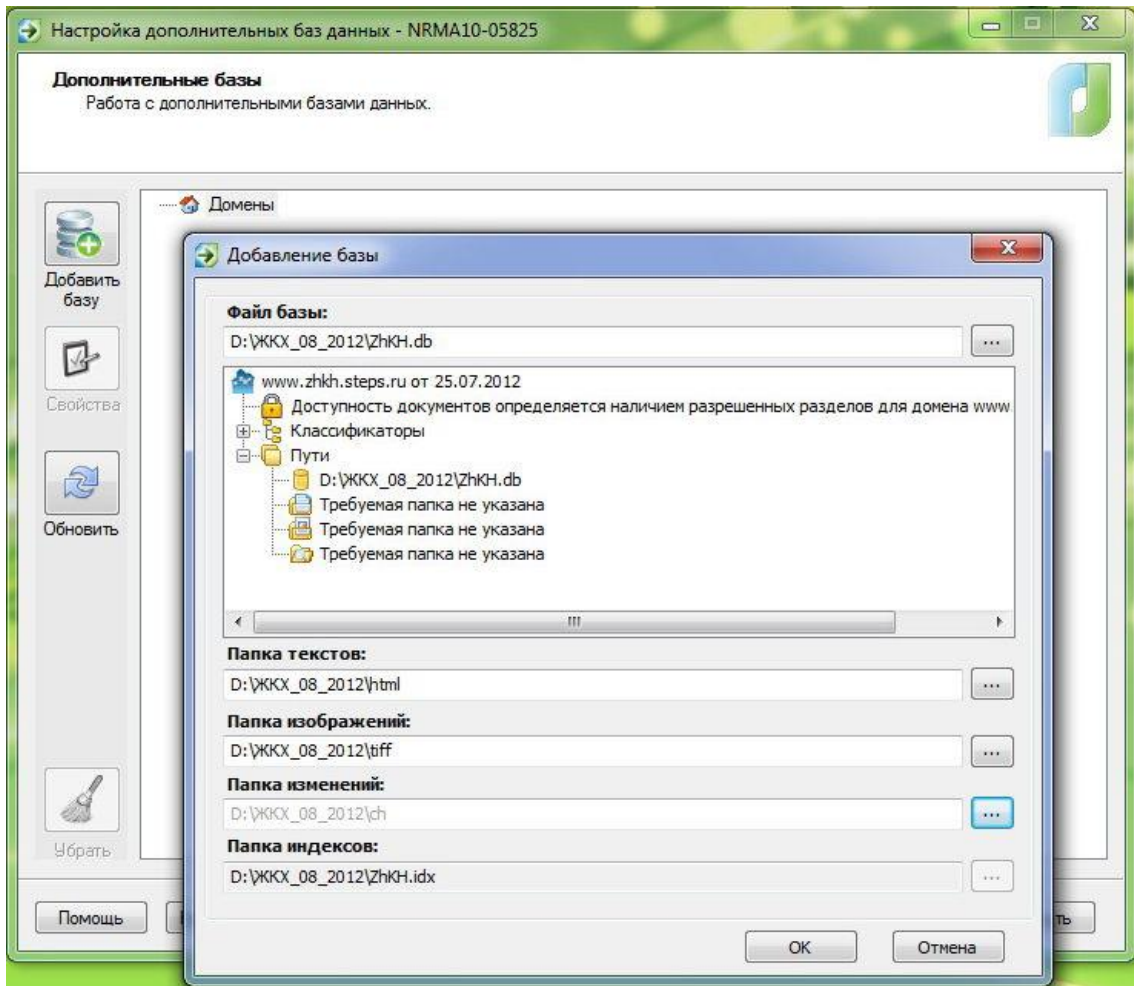 Настройка дополнительных баз данных - NRMA10-05825
Дополнительные базы
Работа с дополнительными базами данных.
Домены
Добавить
базу
Свойства
Обновить
Убрать
Добавление базы
Файл базы:
D:\ЖКХ_08_2012\ZhKH.db
...
www.zhkh.steps.ru от 25.07.2012
Доступность документов определяется наличием разрешенных разделов для домена www
Классификаторы
Пути
D:\ЖКХ_08_2012\ZhKH.db
Требуемая папка не указана
Требуемая папка не указана
Требуемая папка не указана
Папка текстов:
D:\ЖКХ_08_2012\html
...
Папка изображений:
D:\ЖКХ_08_2012\tiff
...
Папка изменений:
D:\ЖКХ_08_2012\ch
...
Папка индексов:
D:\ЖКХ_08_2012\ZhKH.idx
...
OK
Отмена
Помощь